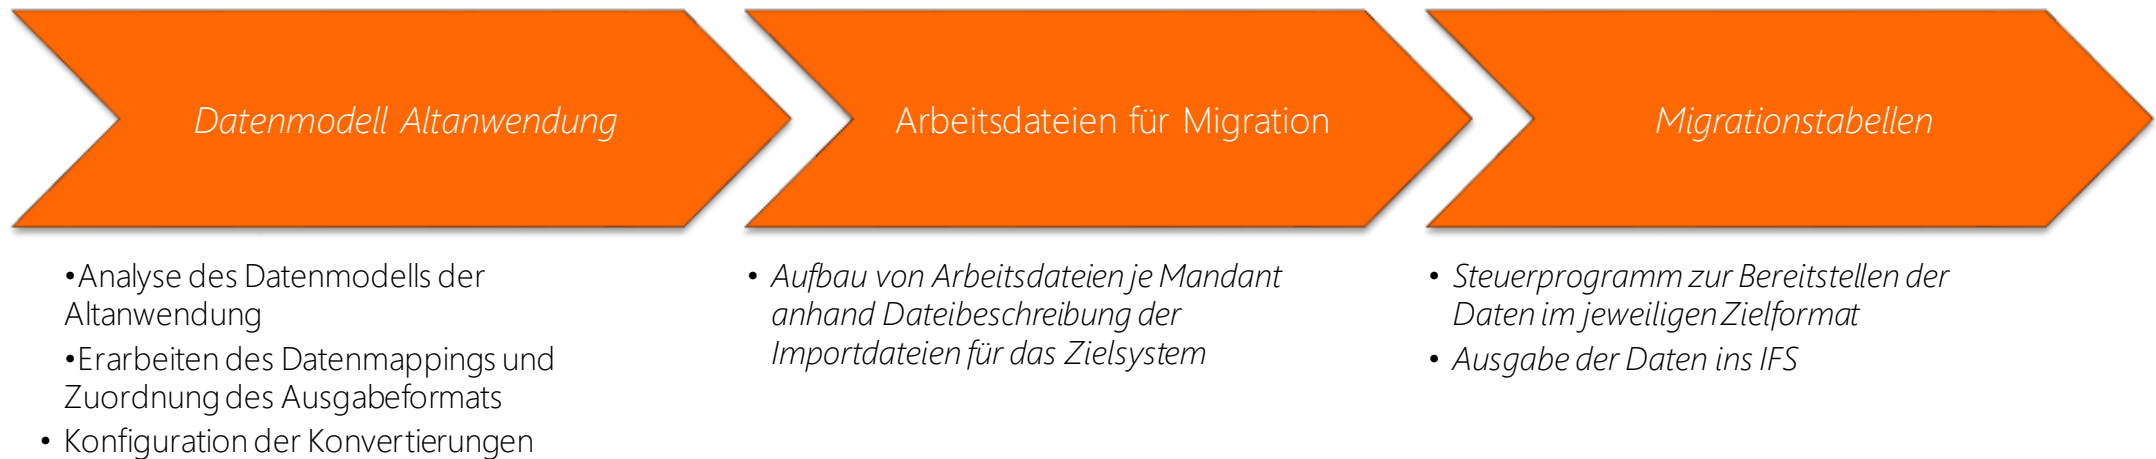 Datenmodell Altanwendung
Arbeitsdateien für Migration
Migrationstabellen
•Analyse des Datenmodells der
Altanwendung
•Erarbeiten des Datenmappings und
Zuordnung des Ausgabeformats
• Konfiguration der Konvertierungen
• Aufbau von Arbeitsdateien je Mandant
anhand Dateibeschreibung der
Importdateien für das Zielsystem
• Steuerprogramm zur Bereitstellen der
Daten im jeweiligen Zielformat
• Ausgabe der Daten ins IFS